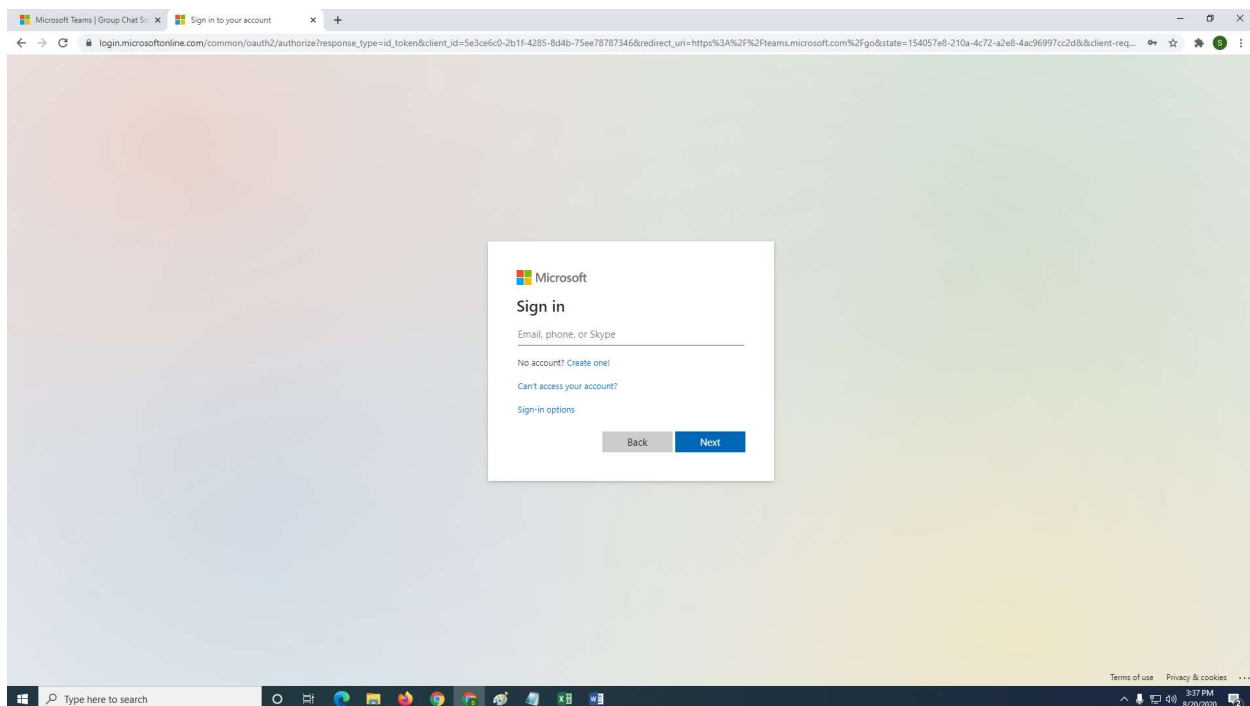 Microsoft Teams | Group Chat So
Sign in to your account
login.microsoftonline.com/common/oauth2/authorize?response_type=id_token&client_id=5e3ce6c0-2b1f-4285-8d4b-75ee78787346&redirect_uri=https%3A%2F%2Fteams.microsoft.com%2Fgo&state=154057e8-210a-4c72-a2e8-4ac96997cc2d&&client-req...
S
Microsoft
Sign in
Email, phone, or Skype
No account? Create one!
Can't access your account?
Sign-in options
Back Next
Terms of use Privacy & cookies ...
Type here to search
3:37 PM
8/20/2020
2